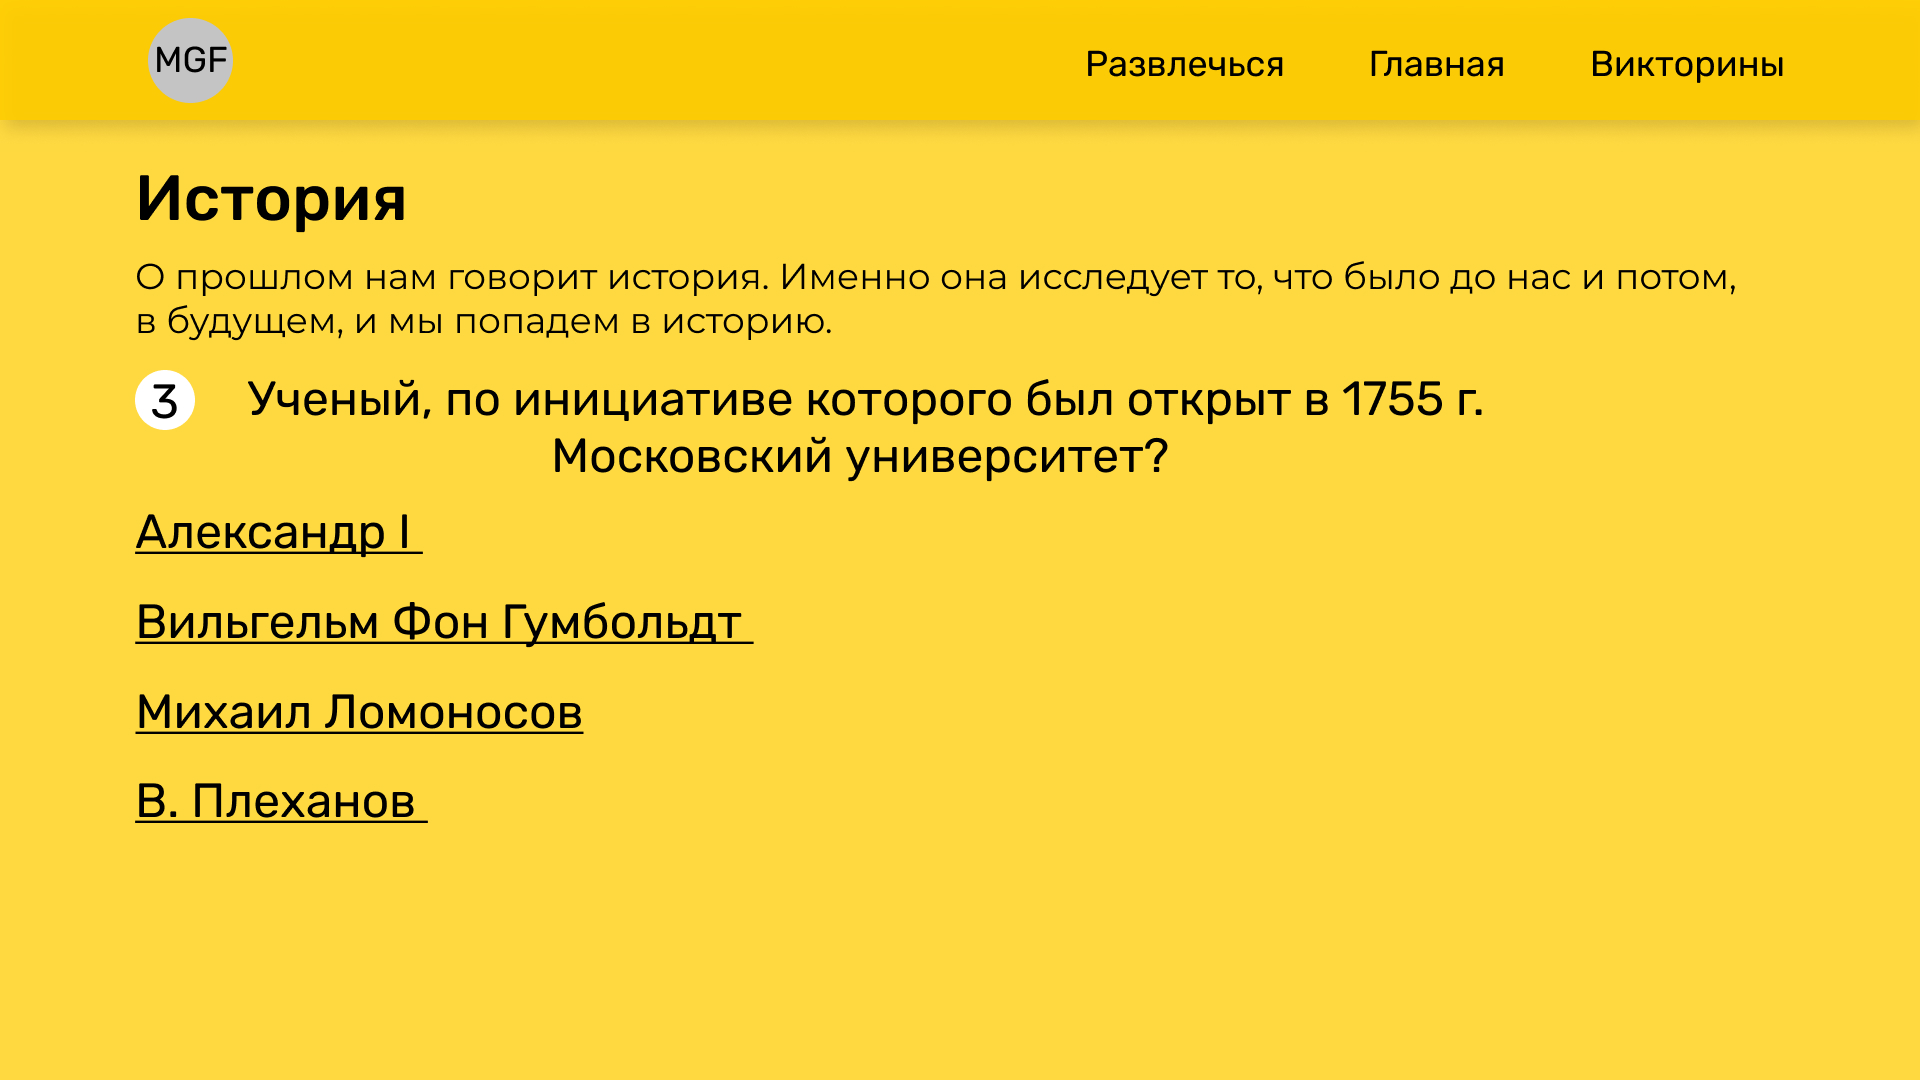 MGF
Развлечься
Главная
Викторины
История
О прошлом нам говорит история. Именно она исследует то, что было до нас и потом,
в будущем, и мы попадем в историю.
3
Ученый, по инициативе которого был открыт в 1755 г.
Московский университет?
Александр I
Вильгельм Фон Гумбольдт
Михаил Ломоносов
В. Плеханов